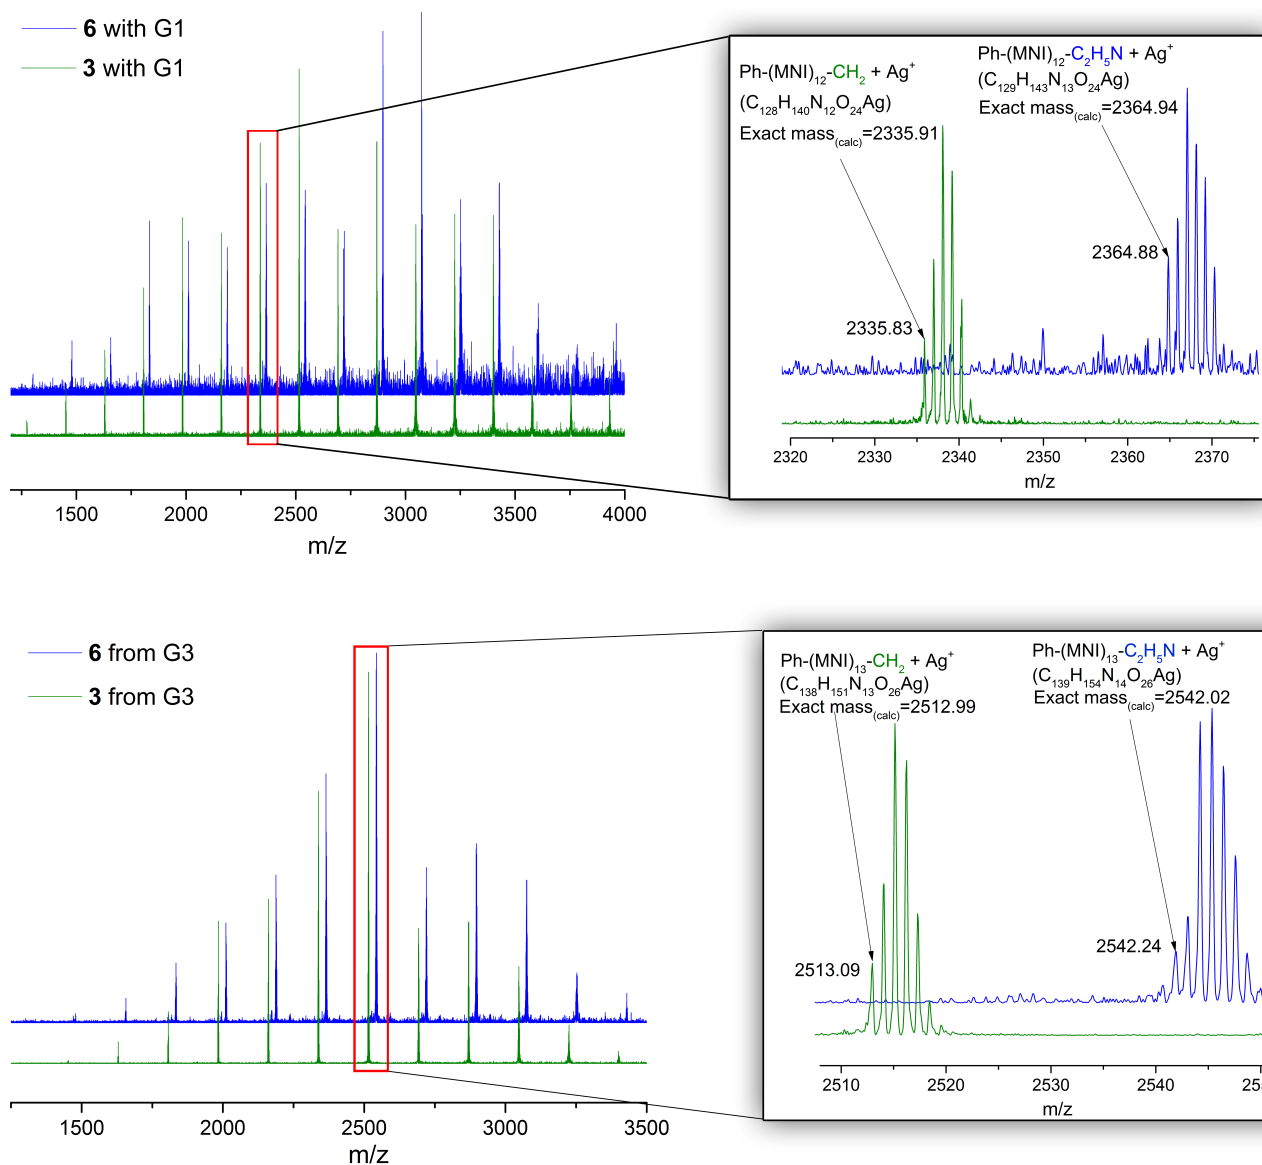 6 with G1
3 with G1
Ph-(MNI)₁₂-CH₂ + Ag⁺
(C₁₂₈H₁₄₀N₁₂O₂₄Ag)
Exact mass₍calc₎=2335.91
Ph-(MNI)₁₂-C₂H₅N + Ag⁺
(C₁₂₉H₁₄₃N₁₃O₂₄Ag)
Exact mass₍calc₎=2364.94
2364.88
2335.83
2320 2330 2340 2350 2360 2370
m/z
1500 2000 2500 3000 3500 4000
m/z
6 from G3
3 from G3
Ph-(MNI)₁₃-CH₂ + Ag⁺
(C₁₃₈H₁₅₁N₁₃O₂₆Ag)
Exact mass₍calc₎=2512.99
Ph-(MNI)₁₃-C₂H₅N + Ag⁺
(C₁₃₉H₁₅₄N₁₄O₂₆Ag)
Exact mass₍calc₎=2542.02
2542.24
2513.09
2510 2520 2530 2540
m/z
1500 2000 2500 3000 3500
m/z